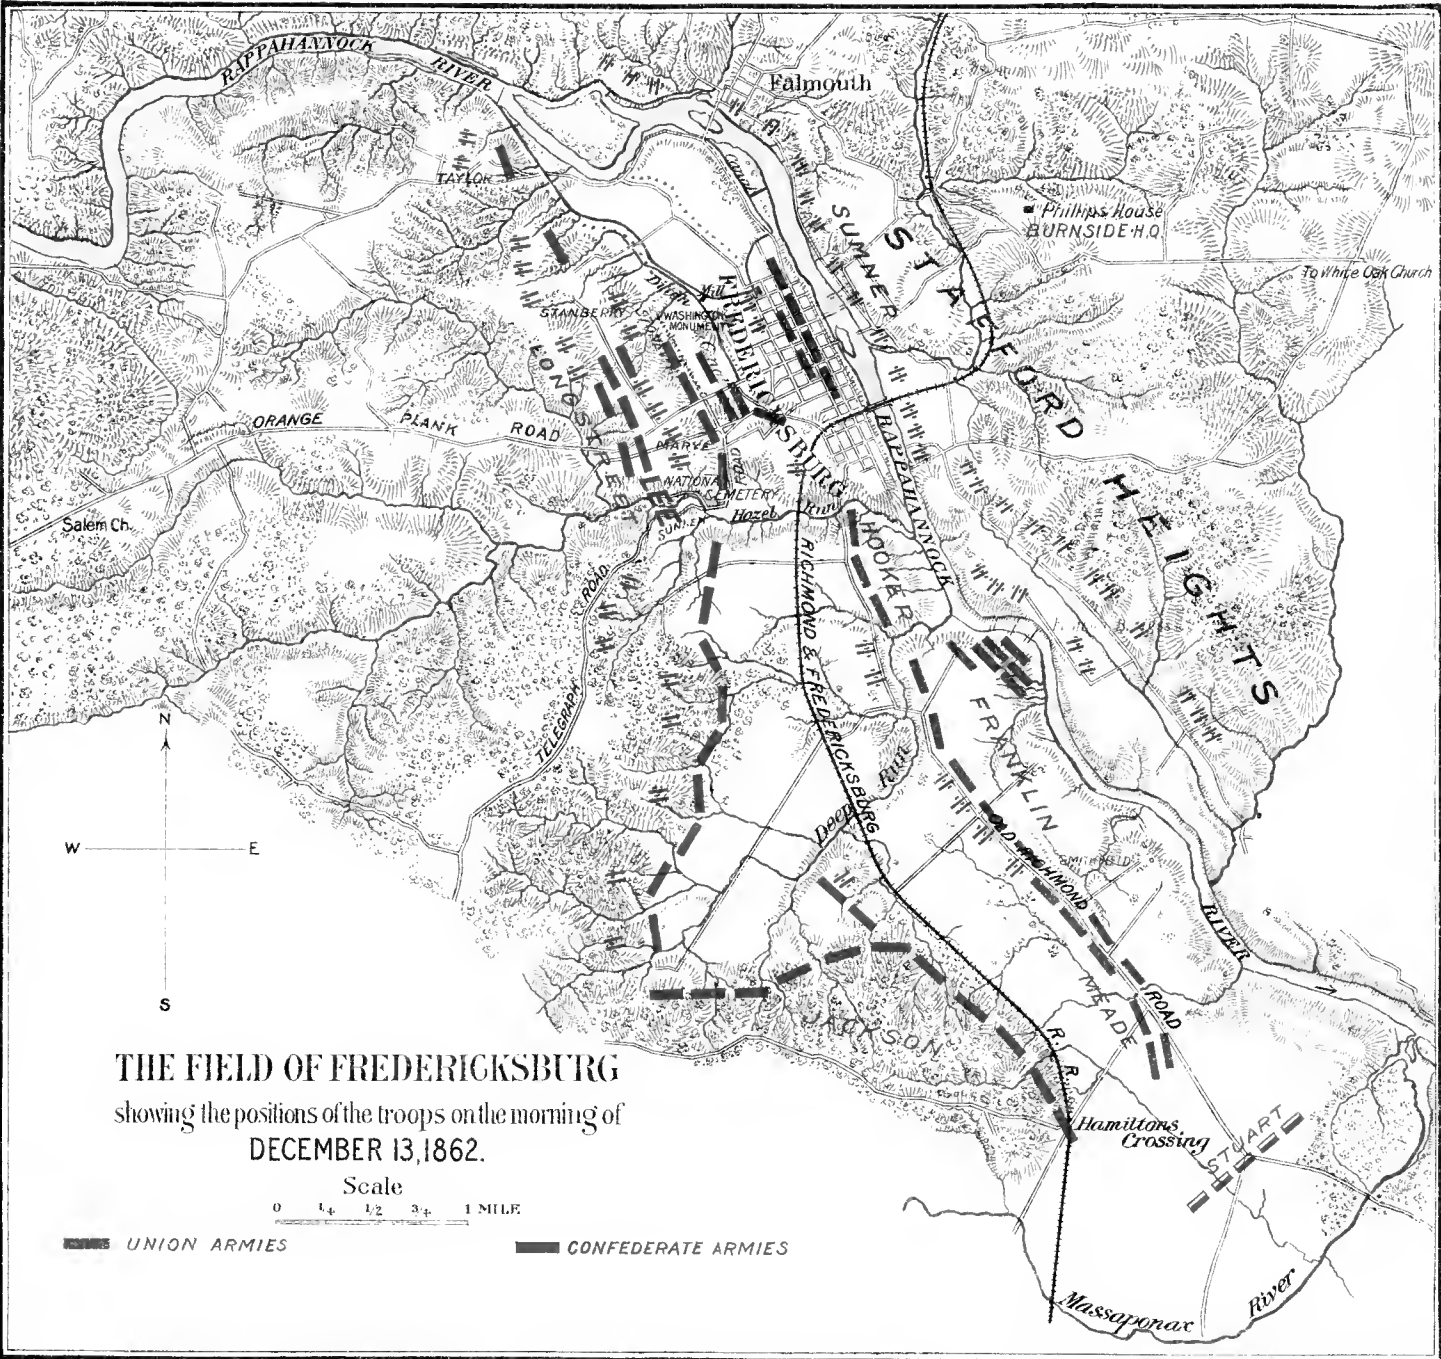 RAPPAHANNOCK RIVER
Falmouth
Canal
TAYLOR
SUMNER
Phillips House
BURNSIDE H.Q.
STAFFORD HEIGHTS
To White Oak Church
Ditch
Mill
STANBERRY
WASHINGTON
MONUMENT
FREDERICKSBURG
LONGSTREET
ORANGE PLANK ROAD
MARYE
LEE
NATIONAL
CEMETERY
Salem Ch.
Hazel Run
RAPPAHANNOCK
HOOKER
RICHMOND & FREDERICKSBURG R. R.
TELEGRAPH ROAD
FRANKLIN
Deep Run
OLD RICHMOND ROAD
SMITHFIELD
RIVER
MEADE
JACKSON
Hamiltons
Crossing
STUART
Massaponax River
N
W E
S
THE FIELD OF FREDERICKSBURG
showing the positions of the troops on the morning of
DECEMBER 13, 1862.
Scale
0 1/4 1/2 3/4 1 MILE
UNION ARMIES
CONFEDERATE ARMIES